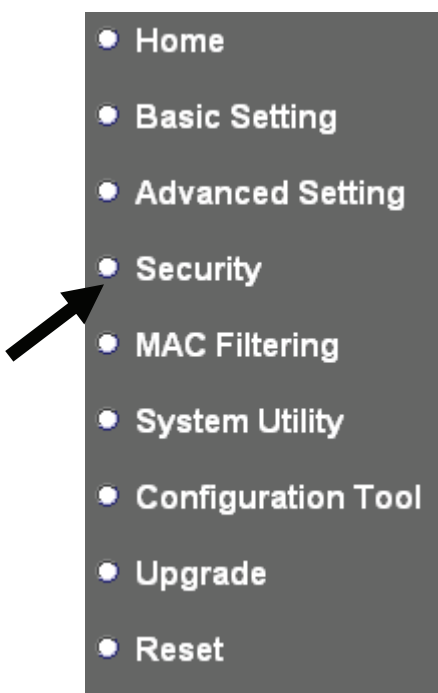 Home
Basic Setting
Advanced Setting
Security
MAC Filtering
System Utility
Configuration Tool
Upgrade
Reset